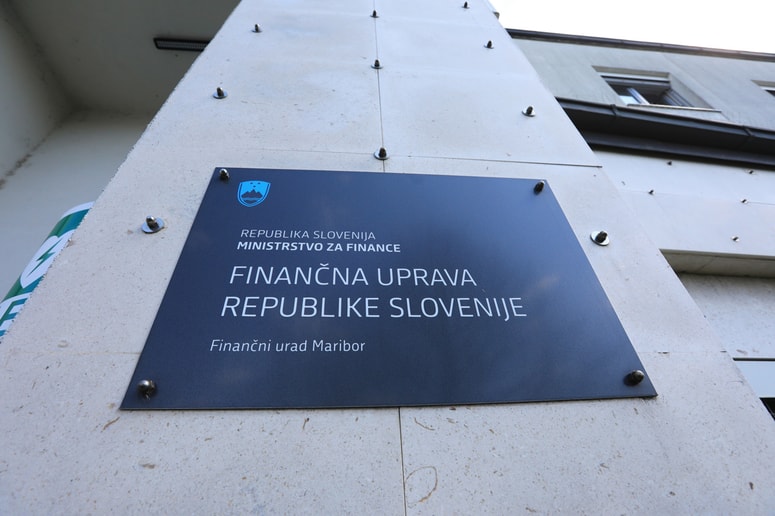 REPUBLIKA SLOVENIJA
MINISTRSTVO ZA FINANCE
FINANČNA UPRAVA
REPUBLIKE SLOVENIJE
Finančni urad Maribor